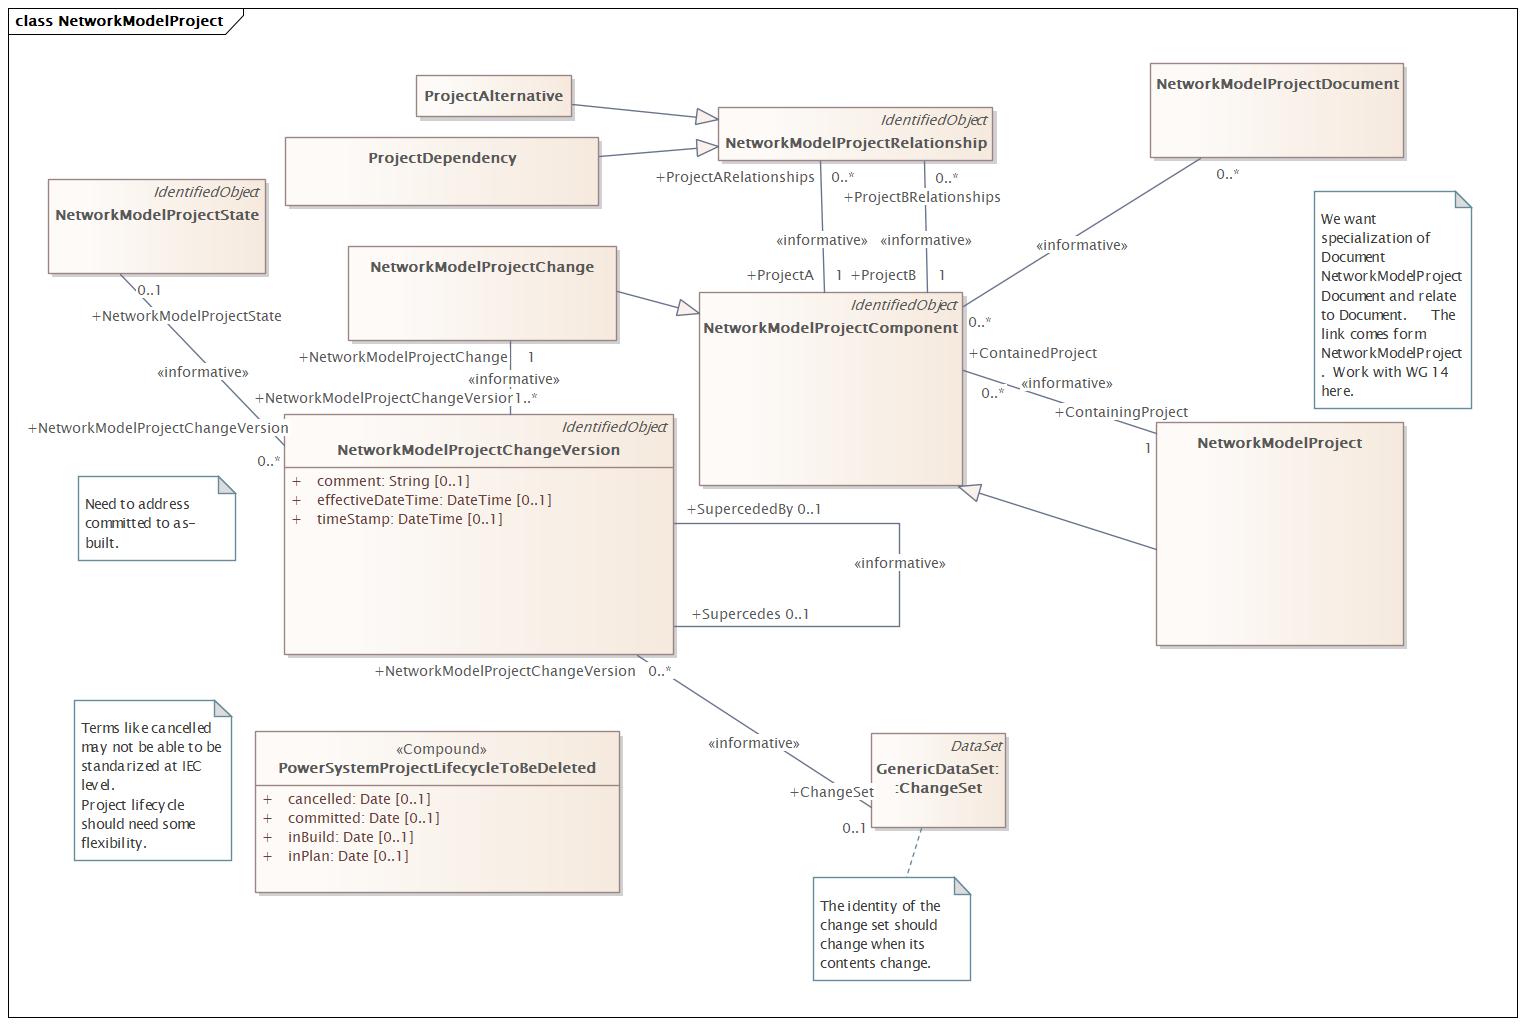 class NetworkModelProject
ProjectAlternative
ProjectDependency
IdentifiedObject
NetworkModelProjectRelationship
NetworkModelProjectDocument
0..*
+ProjectARelationships 0..*
0..*
+ProjectBRelationships
«informative»
«informative»
«informative»
+ProjectA 1
+ProjectB 1
IdentifiedObject
NetworkModelProjectState
0..1
+NetworkModelProjectState
«informative»
+NetworkModelProjectChangeVersion
0..*
NetworkModelProjectChange
+NetworkModelProjectChange 1
«informative»
+NetworkModelProjectChangeVersion 1..*
IdentifiedObject
NetworkModelProjectComponent
0..*
+ContainedProject
0..*
«informative»
+ContainingProject
1
We want
specialization of
Document
NetworkModelProject
Document and relate
to Document. The
link comes form
NetworkModelProject
. Work with WG 14
here.
NetworkModelProject
IdentifiedObject
NetworkModelProjectChangeVersion
+ comment: String [0..1]
+ effectiveDateTime: DateTime [0..1]
+ timeStamp: DateTime [0..1]
+SupercededBy 0..1
«informative»
+Supercedes 0..1
Need to address
committed to as-
built.
+NetworkModelProjectChangeVersion 0..*
«informative»
+ChangeSet
0..1
Terms like cancelled
may not be able to be
standarized at IEC
level.
Project lifecycle
should need some
flexibility.
«Compound»
PowerSystemProjectLifecycleToBeDeleted
+ cancelled: Date [0..1]
+ committed: Date [0..1]
+ inBuild: Date [0..1]
+ inPlan: Date [0..1]
DataSet
GenericDataSet:
:ChangeSet
The identity of the
change set should
change when its
contents change.